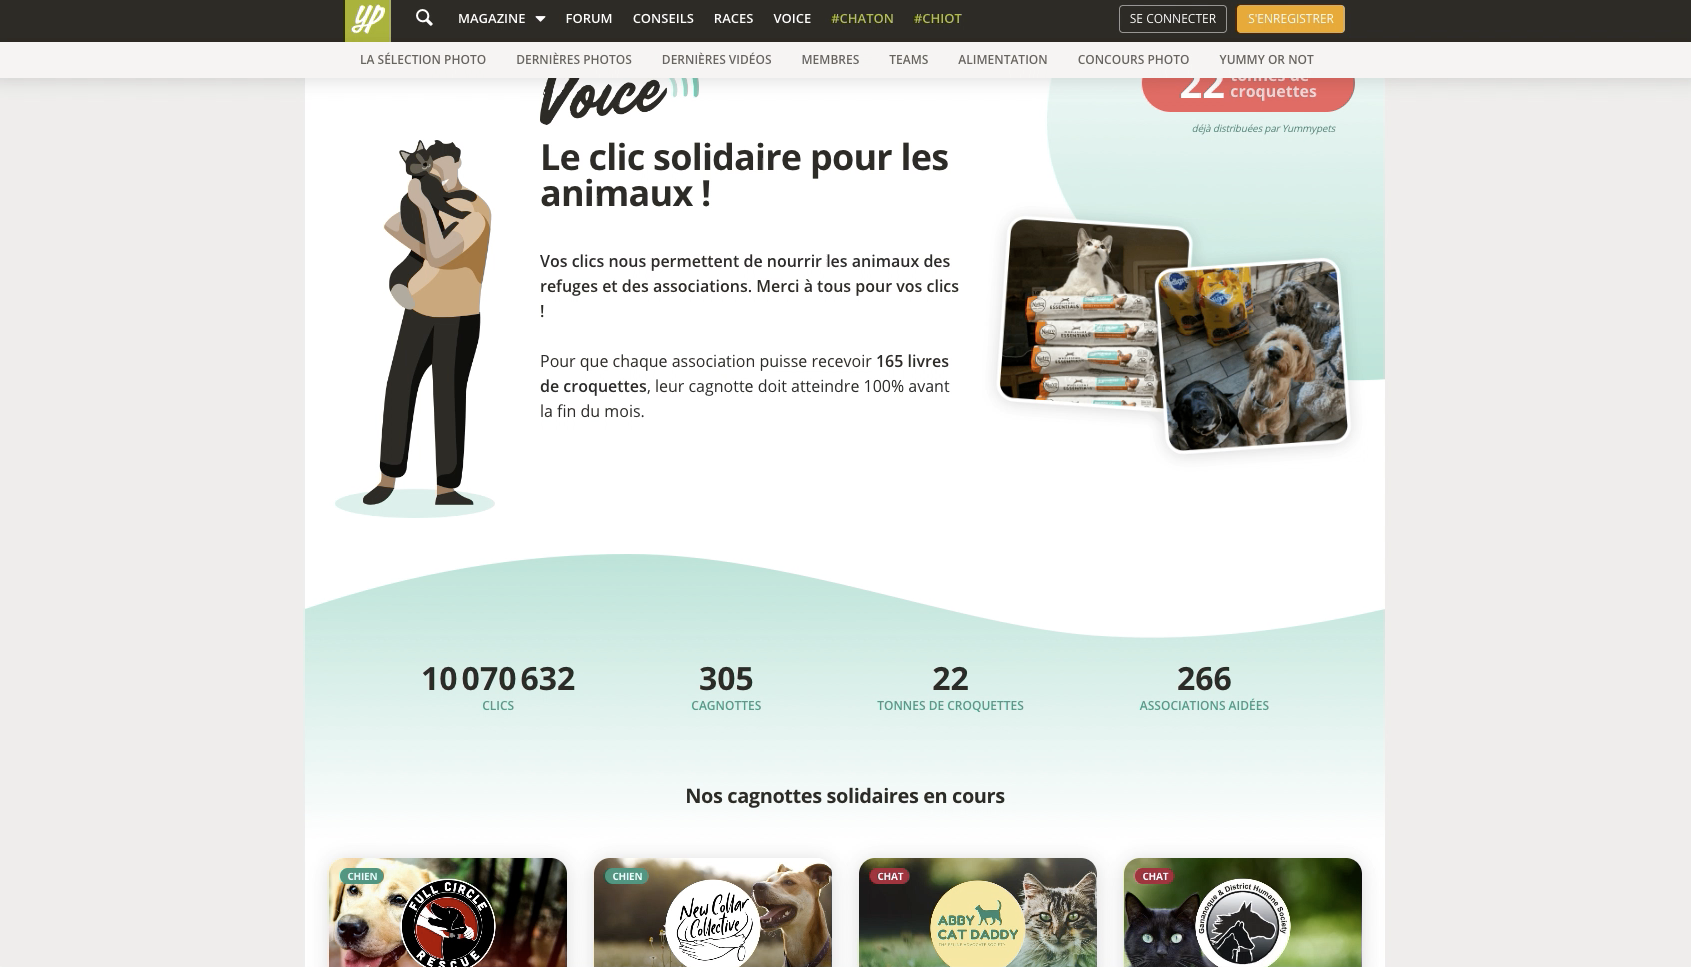 yp
MAGAZINE
FORUM
CONSEILS
RACES
VOICE
#CHATON
#CHIOT
SE CONNECTER
S'ENREGISTRER
LA SÉLECTION PHOTO
DERNIÈRES PHOTOS
DERNIÈRES VIDÉOS
MEMBRES
TEAMS
ALIMENTATION
CONCOURS PHOTO
YUMMY OR NOT
Voice
22 tonnes de
croquettes
déjà distribuées par Yummypets
Le clic solidaire pour les
animaux !
Vos clics nous permettent de nourrir les animaux des
refuges et des associations. Merci à tous pour vos clics
!
Pour que chaque association puisse recevoir 165 livres
de croquettes, leur cagnotte doit atteindre 100% avant
la fin du mois.
ESSENTIALS
ESSENTIALS
ESSENTIALS
ESSENTIALS
10 070 632
CLICS
305
CAGNOTTES
22
TONNES DE CROQUETTES
266
ASSOCIATIONS AIDÉES
Nos cagnottes solidaires en cours
CHIEN
FULL CIRCLE
RESCUE
CHIEN
New Collar
Collective
CHAT
ABBY
CAT DADDY
CHAT
Gananoque & District Humane Society